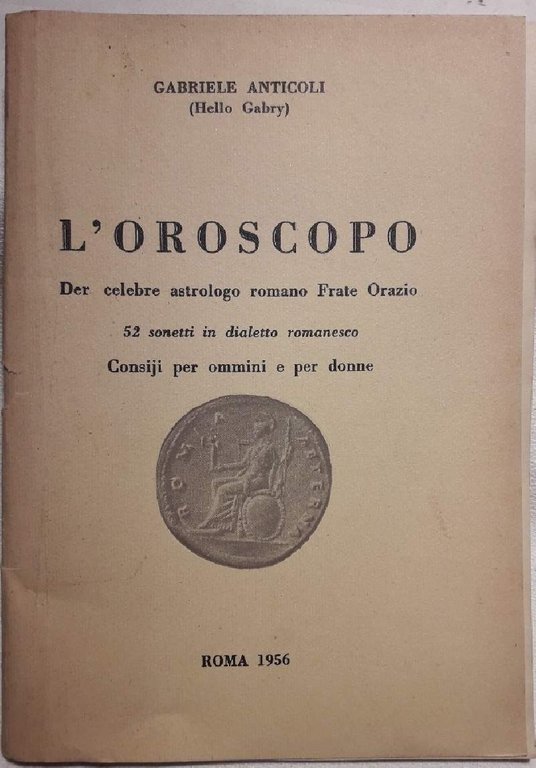 GABRIELE ANTICOLI
(Hello Gabry)
L'OROSCOPO
Der celebre astrologo romano Frate Orazio
52 sonetti in dialetto romanesco
Consiji per ommini e per donne
ROMA AETERNA
ROMA 1956